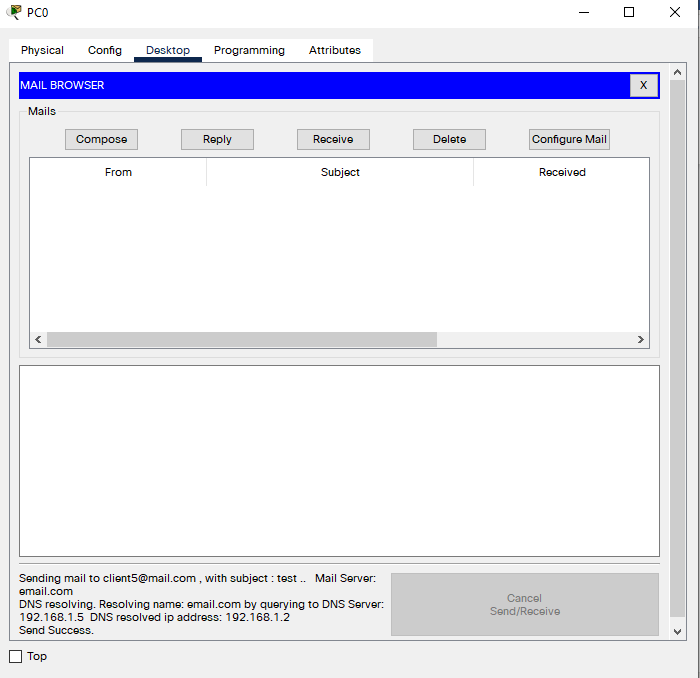 PC0
Physical Config Desktop Programming Attributes
MAIL BROWSER X
Mails
Compose Reply Receive Delete Configure Mail
From Subject Received
Sending mail to client5@mail.com , with subject : test .. Mail Server:
email.com
DNS resolving. Resolving name: email.com by querying to DNS Server:
192.168.1.5 DNS resolved ip address: 192.168.1.2
Send Success.
Cancel
Send/Receive
Top